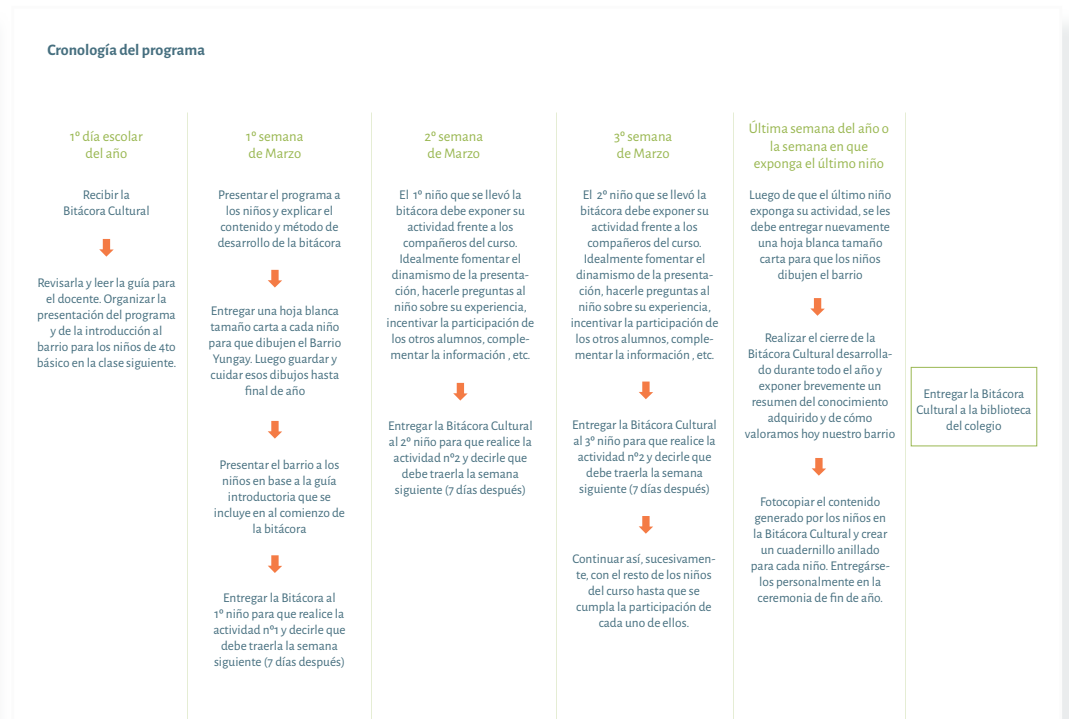 Cronología del programa
1º día escolar
del año
Recibir la
Bitácora Cultural
Revisarla y leer la guía para
el docente. Organizar la
presentación del programa
y de la introducción al
barrio para los niños de 4to
básico en la clase siguiente.
1º semana
de Marzo
Presentar el programa a
los niños y explicar el
contenido y método de
desarrollo de la bitácora
Entregar una hoja blanca
tamaño carta a cada niño
para que dibujen el Barrio
Yungay. Luego guardar y
cuidar esos dibujos hasta
final de año
Presentar el barrio a los
niños en base a la guía
introductoria que se
incluye en al comienzo de
la bitácora
Entregar la Bitácora al
1º niño para que realice la
actividad nº1 y decirle que
debe traerla la semana
siguiente (7 días después)
2º semana
de Marzo
El 1º niño que se llevó la
bitácora debe exponer su
actividad frente a los
compañeros del curso.
Idealmente fomentar el
dinamismo de la presenta-
ción, hacerle preguntas al
niño sobre su experiencia,
incentivar la participación de
los otros alumnos, comple-
mentar la información , etc.
Entregar la Bitácora Cultural
al 2º niño para que realice la
actividad nº2 y decirle que
debe traerla la semana
siguiente (7 días después)
3º semana
de Marzo
El 2º niño que se llevó la
bitácora debe exponer su
actividad frente a los
compañeros del curso.
Idealmente fomentar el
dinamismo de la presenta-
ción, hacerle preguntas al
niño sobre su experiencia,
incentivar la participación de
los otros alumnos, comple-
mentar la información , etc.
Entregar la Bitácora Cultural
al 3º niño para que realice la
actividad nº2 y decirle que
debe traerla la semana
siguiente (7 días después)
Continuar así, sucesivamen-
te, con el resto de los niños
del curso hasta que se
cumpla la participación de
cada uno de ellos.
Última semana del año o
la semana en que
exponga el último niño
Luego de que el último niño
exponga su actividad, se les
debe entregar nuevamente
una hoja blanca tamaño
carta para que los niños
dibujen el barrio
Realizar el cierre de la
Bitácora Cultural desarrolla-
do durante todo el año y
exponer brevemente un
resumen del conocimiento
adquirido y de cómo
valoramos hoy nuestro barrio
Fotocopiar el contenido
generado por los niños en
la Bitácora Cultural y crear
un cuadernillo anillado
para cada niño. Entregárse-
los personalmente en la
ceremonia de fin de año.
Entregar la Bitácora
Cultural a la biblioteca
del colegio